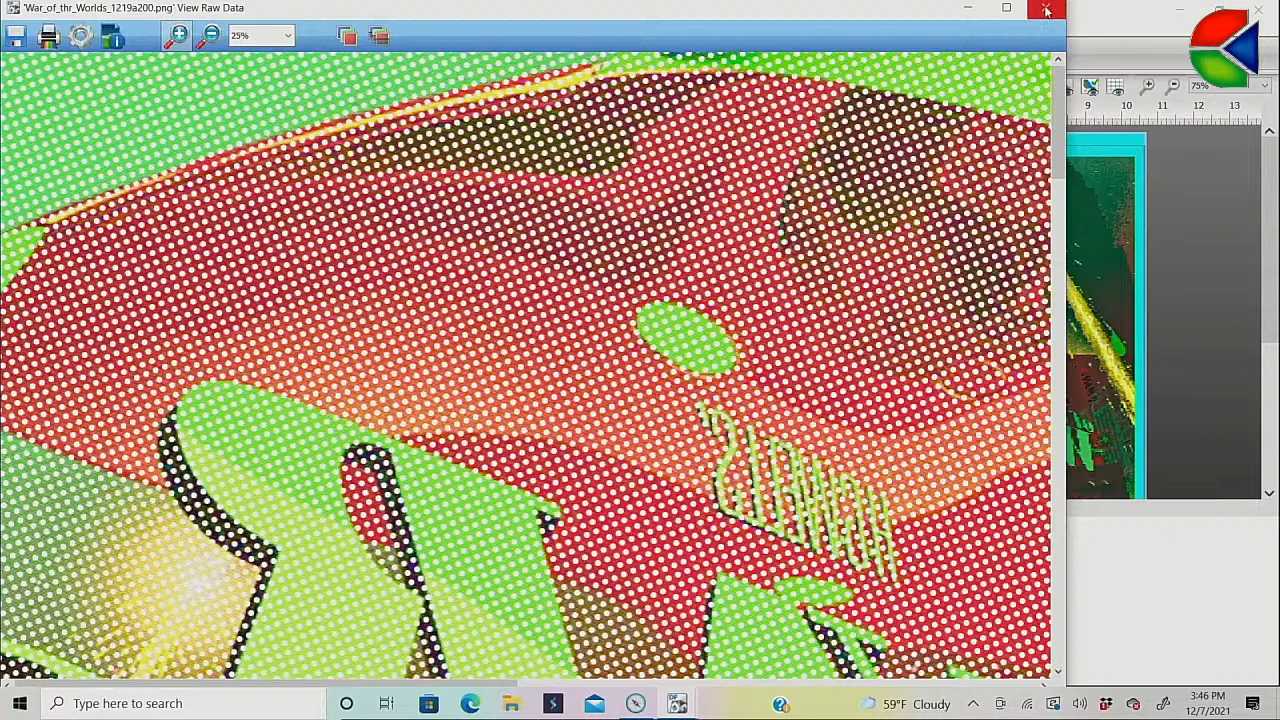 'War_of_thr_Worlds_1219a200.png' View Raw Data
25%
75%
9 10 11 12 13
Type here to search
59°F Cloudy
3:46 PM
12/7/2021
DF